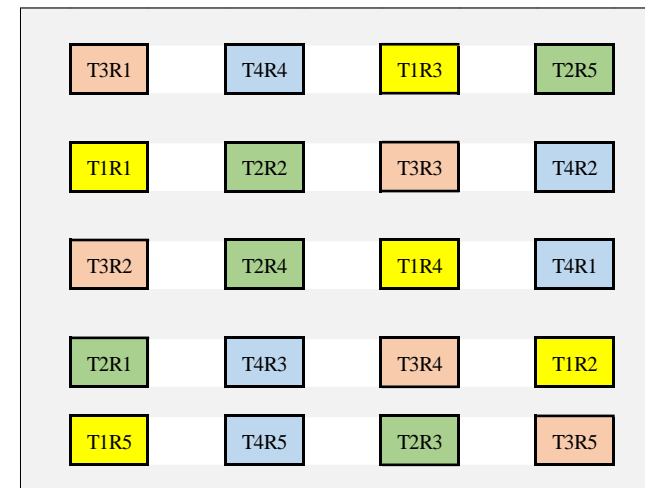 T3R1 T4R4 T1R3 T2R5
T1R1 T2R2 T3R3 T4R2
T3R2 T2R4 T1R4 T4R1
T2R1 T4R3 T3R4 T1R2
T1R5 T4R5 T2R3 T3R5